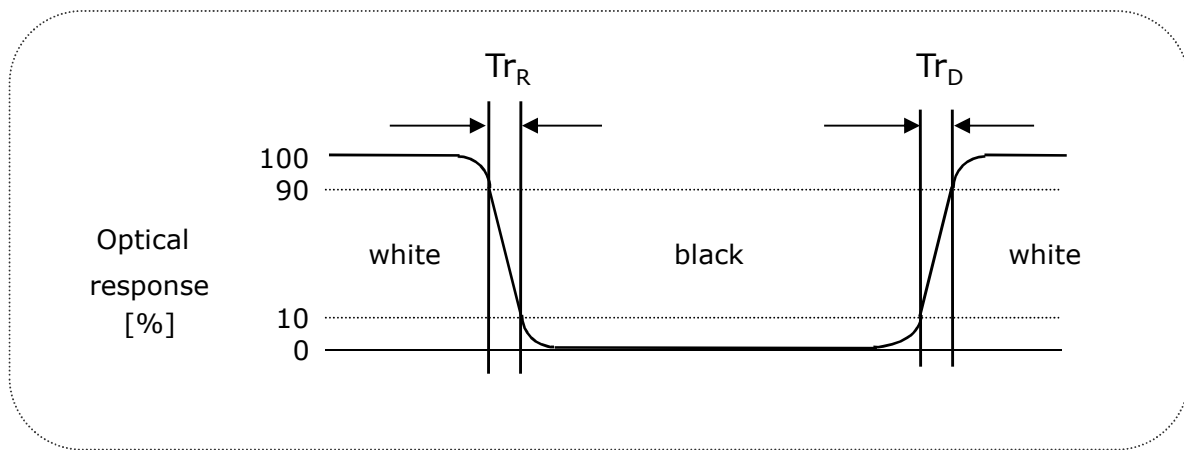 Tr_R
Tr_D
100
90
Optical
response
[%]
white
black
white
10
0